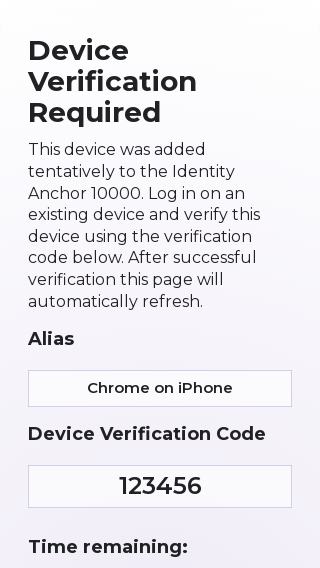 Device
Verification
Required
This device was added
tentatively to the Identity
Anchor 10000. Log in on an
existing device and verify this
device using the verification
code below. After successful
verification this page will
automatically refresh.
Alias
Chrome on iPhone
Device Verification Code
123456
Time remaining: